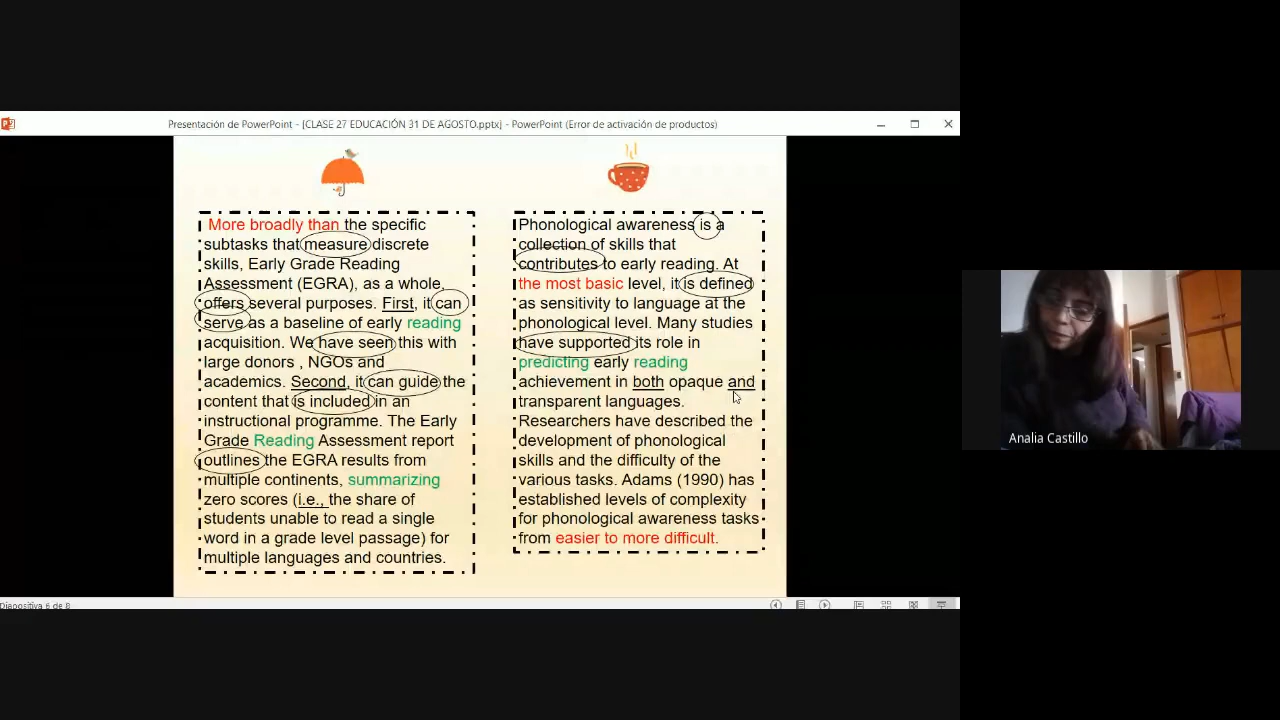 Presentación de PowerPoint - [CLASE 27 EDUCACIÓN 31 DE AGOSTO.pptx] - PowerPoint (Error de activación de productos)
More broadly than the specific
subtasks that measure discrete
skills, Early Grade Reading
Assessment (EGRA), as a whole,
offers several purposes. First, it can
serve as a baseline of early reading
acquisition. We have seen this with
large donors , NGOs and
academics. Second, it can guide the
content that is included in an
instructional programme. The Early
Grade Reading Assessment report
outlines the EGRA results from
multiple continents, summarizing
zero scores (i.e., the share of
students unable to read a single
word in a grade level passage) for
multiple languages and countries.
Phonological awareness is a
collection of skills that
contributes to early reading. At
the most basic level, it is defined
as sensitivity to language at the
phonological level. Many studies
have supported its role in
predicting early reading
achievement in both opaque and
transparent languages.
Researchers have described the
development of phonological
skills and the difficulty of the
various tasks. Adams (1990) has
established levels of complexity
for phonological awareness tasks
from easier to more difficult.
Analia Castillo
Diapositiva 6 de 8